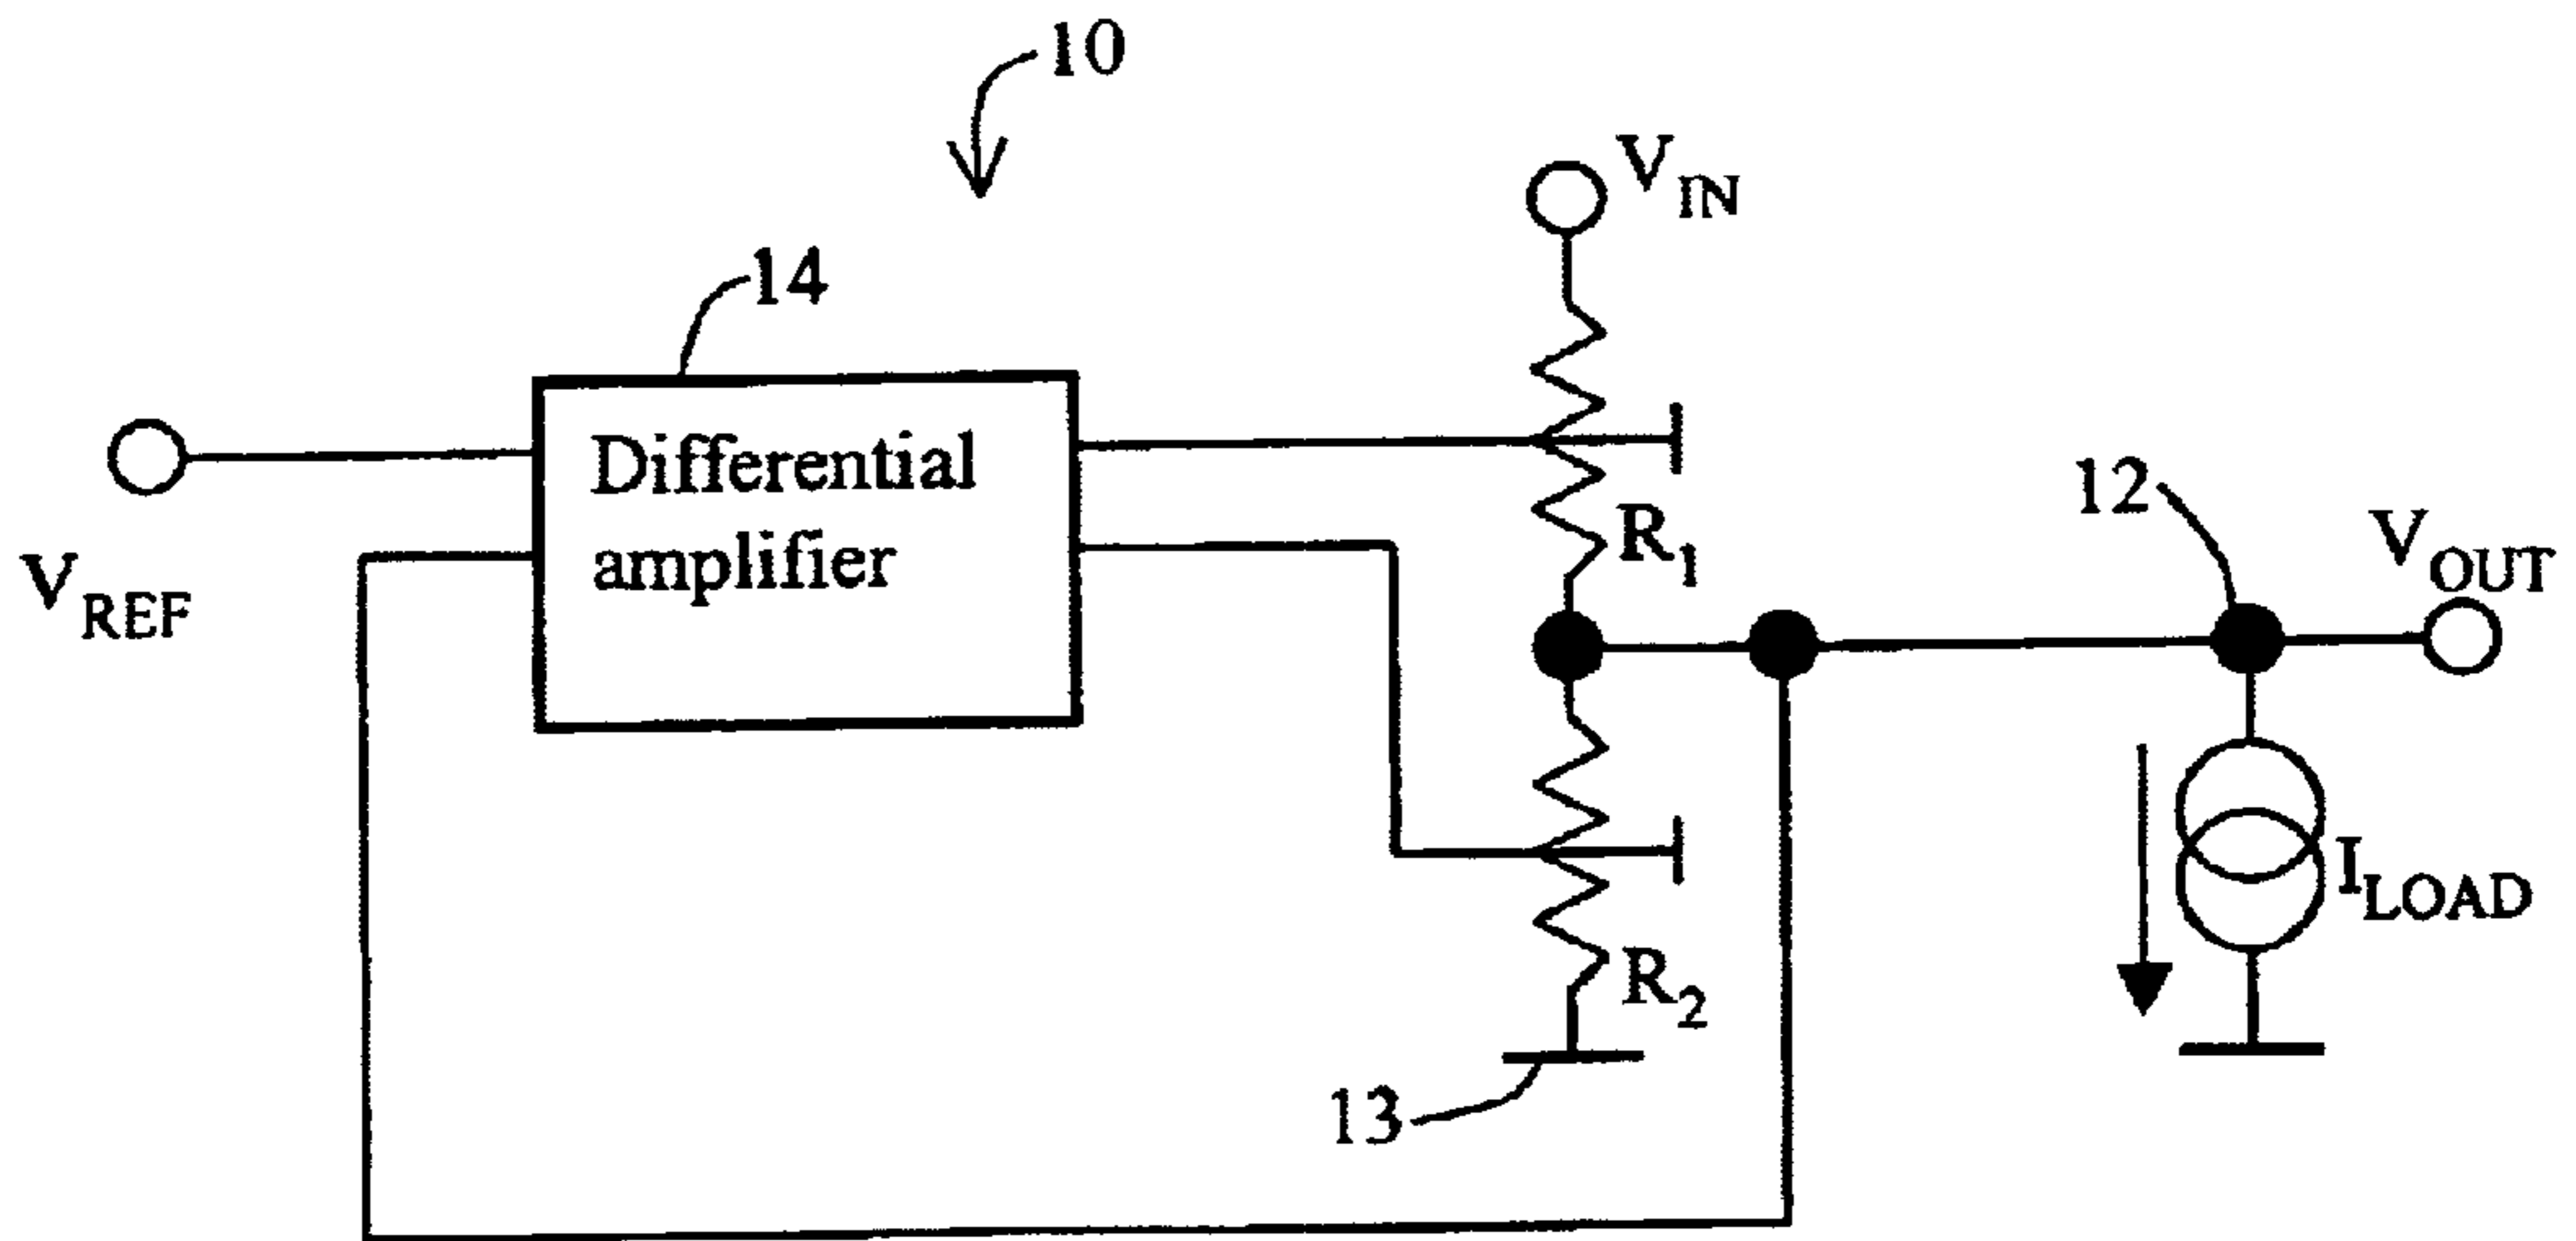 10
V_IN
14
Differential
amplifier
V_REF
R_1
12
V_OUT
I_LOAD
R_2
13